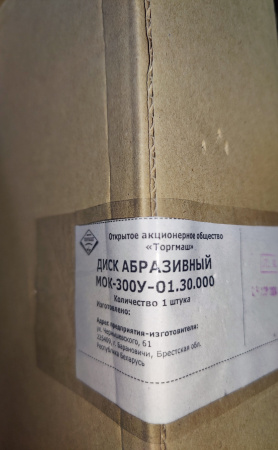 Открытое акционерное общество
«Торгмаш»
ДИСК АБРАЗИВНЫЙ
МОК-300У-01.30.000
Количество 1 штука
Изготовлено:
Адрес предприятия-изготовителя:
ул. Чернышевского, 61
225409, г. Барановичи, Брестская обл.
Республика Беларусь